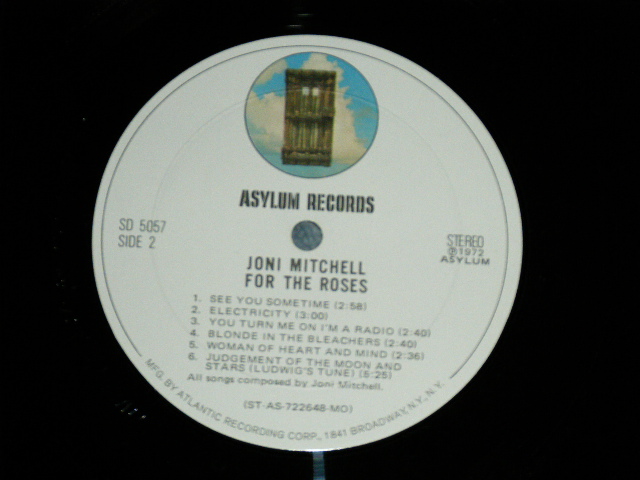 ASYLUM RECORDS
SD 5057
SIDE 2
STEREO
℗1972
ASYLUM
JONI MITCHELL
FOR THE ROSES
1. SEE YOU SOMETIME (2:58)
2. ELECTRICITY (3:00)
3. YOU TURN ME ON I'M A RADIO (2:40)
4. BLONDE IN THE BLEACHERS (2:40)
5. WOMAN OF HEART AND MIND (2:36)
6. JUDGEMENT OF THE MOON AND
STARS (LUDWIG'S TUNE) (5:25)
All songs composed by Joni Mitchell.
(ST-AS-722648-MO)
MFG. BY ATLANTIC RECORDING CORP., 1841 BROADWAY, N.Y., N.Y.